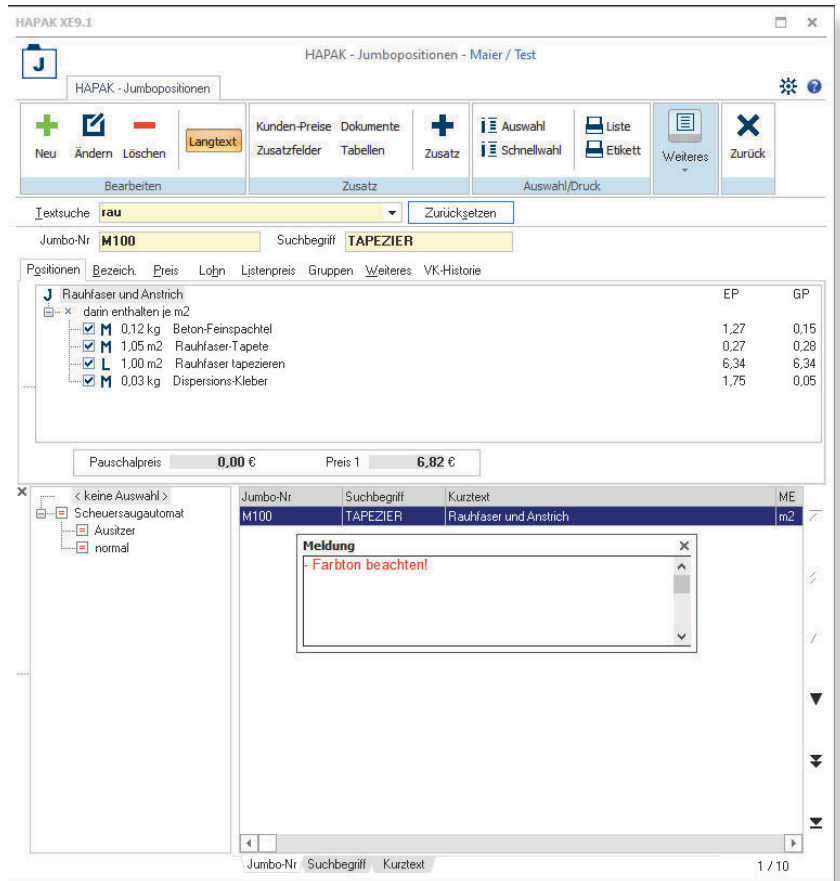 HAPAK XE9.1
HAPAK - Jumbopositionen - Maier / Test
J
HAPAK - Jumbopositionen
Neu Ändern Löschen Langtext
Bearbeiten
Kunden-Preise Dokumente
Zusatzfelder Tabellen Zusatz
Zusatz
Auswahl Liste
Schnellwahl Etikett
Auswahl/Druck
Weiteres
Zurück
Textsuche rau Zurücksetzen
Jumbo-Nr M100 Suchbegriff TAPEZIER
Positionen Bezeich. Preis Lohn Listenpreis Gruppen Weiteres VK-Historie
J Rauhfaser und Anstrich EP GP
darin enthalten je m2
M 0,12 kg Beton-Feinspachtel 1,27 0,15
M 1,05 m2 Rauhfaser-Tapete 0,27 0,28
L 1,00 m2 Rauhfaser tapezieren 6,34 6,34
M 0,03 kg Dispersions-Kleber 1,75 0,05
Pauschalpreis 0,00 € Preis 1 6,82 €
< keine Auswahl >
Scheuersaugautomat
Ausitzer
normal
Jumbo-Nr Suchbegriff Kurztext ME
M100 TAPEZIER Rauhfaser und Anstrich m2
Meldung
- Farbton beachten!
Jumbo-Nr Suchbegriff Kurztext 1 / 10